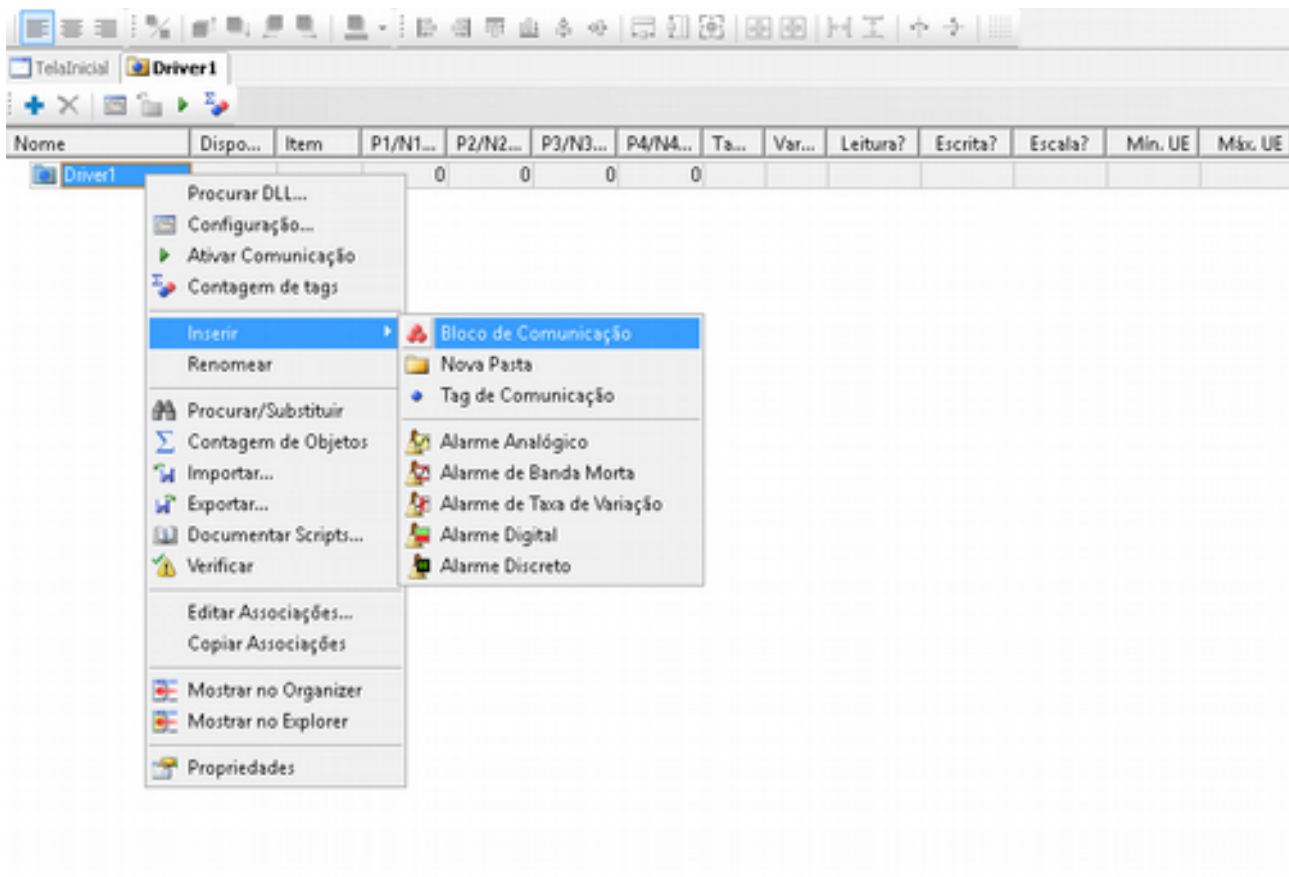 TelaInicial Driver1
Nome Dispo... Item P1/N1... P2/N2... P3/N3... P4/N4... Ta... Var... Leitura? Escrita? Escala? Mín. UE Máx. UE
Driver1 0 0 0 0
Procurar DLL...
Configuração...
Ativar Comunicação
Contagem de tags
Inserir
Renomear
Procurar/Substituir
Contagem de Objetos
Importar...
Exportar...
Documentar Scripts...
Verificar
Editar Associações...
Copiar Associações
Mostrar no Organizer
Mostrar no Explorer
Propriedades
Bloco de Comunicação
Nova Pasta
Tag de Comunicação
Alarme Analógico
Alarme de Banda Morta
Alarme de Taxa de Variação
Alarme Digital
Alarme Discreto